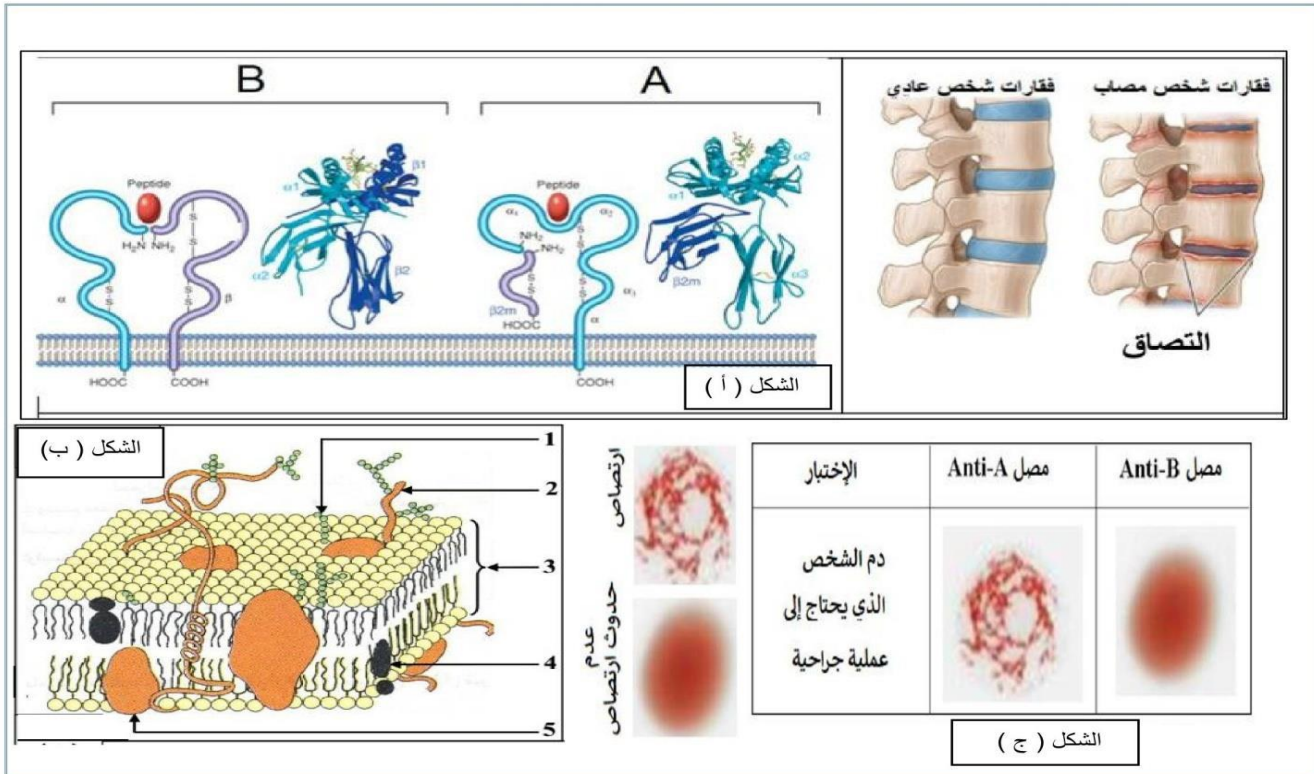 B
A
Peptide
H₂N
NH₂
S
S
S
S
S
S
α
β
HOOC
COOH
α1
β1
α2
β2
Peptide
α₁
α₂
NH₂
NH₂
S
S
S
S
β2m
HOOC
α₃
α
COOH
α1
α2
β2m
α3
الشكل ( أ )
فقارات شخص عادي
فقارات شخص مصاب
التصاق
الشكل ( ب)
1
2
3
4
5
ارتصاص
عدم
حدوث ارتصاص
الإختبار
مصل Anti-A
مصل Anti-B
دم الشخص
الذي يحتاج إلى
عملية جراحية
الشكل ( ج )